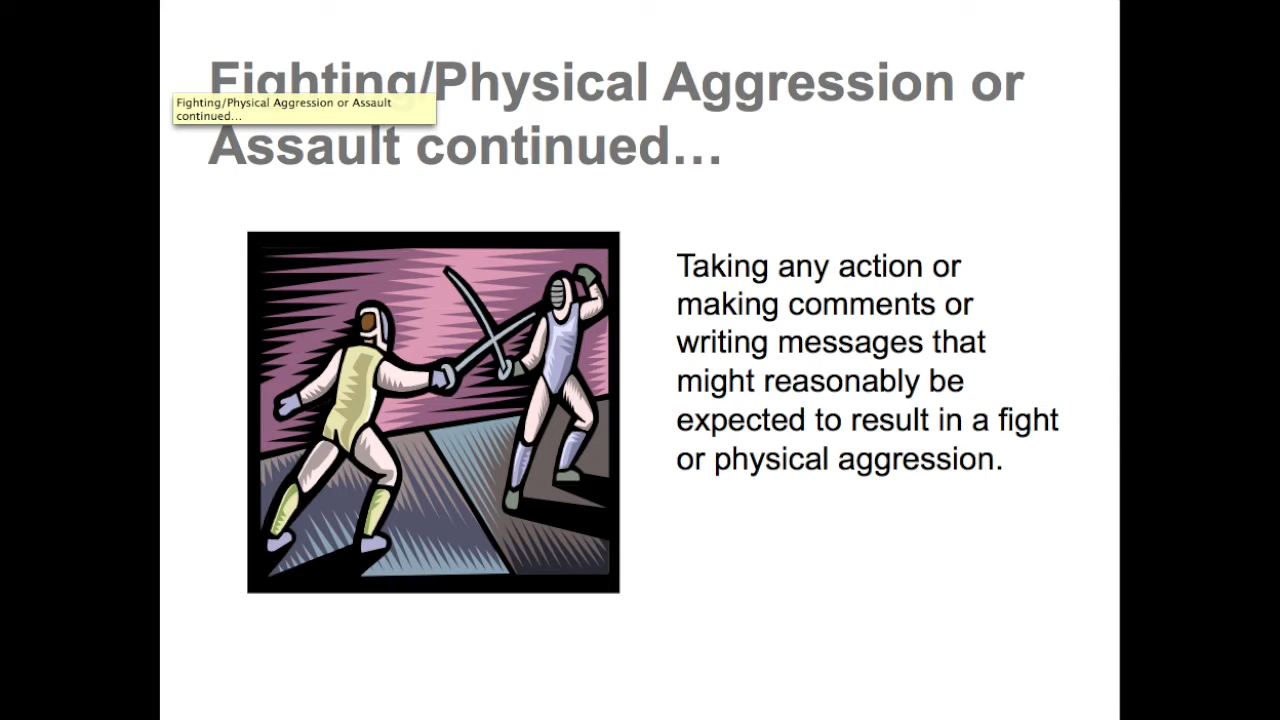 Fighting/Physical Aggression or
Fighting/Physical Aggression or Assault
continued...
Assault continued…
Taking any action or
making comments or
writing messages that
might reasonably be
expected to result in a fight
or physical aggression.